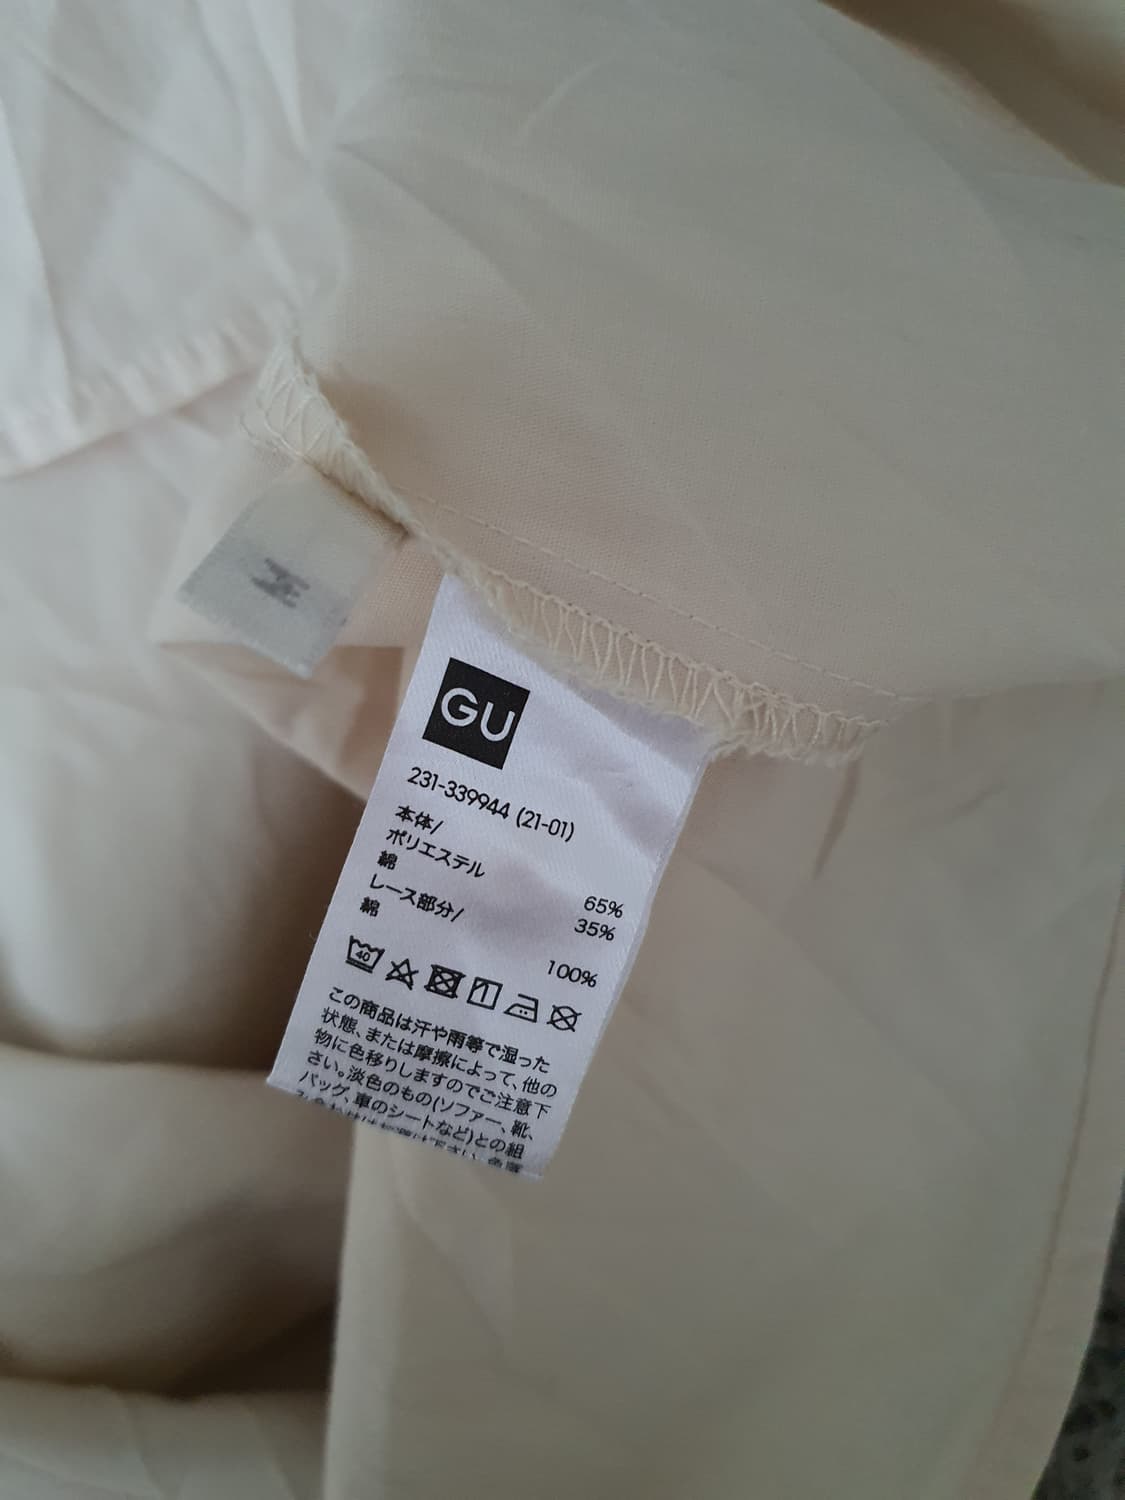 M
GU
231-339944 (21-01)
本体/
ポリエステル 65%
綿 35%
レース部分/
綿 100%
40
この商品は汗や雨等で湿った
状態、または摩擦によって、他の
物に色移りしますのでご注意下
さい。淡色のもの(ソファー、靴、
バッグ、車のシートなど)との組